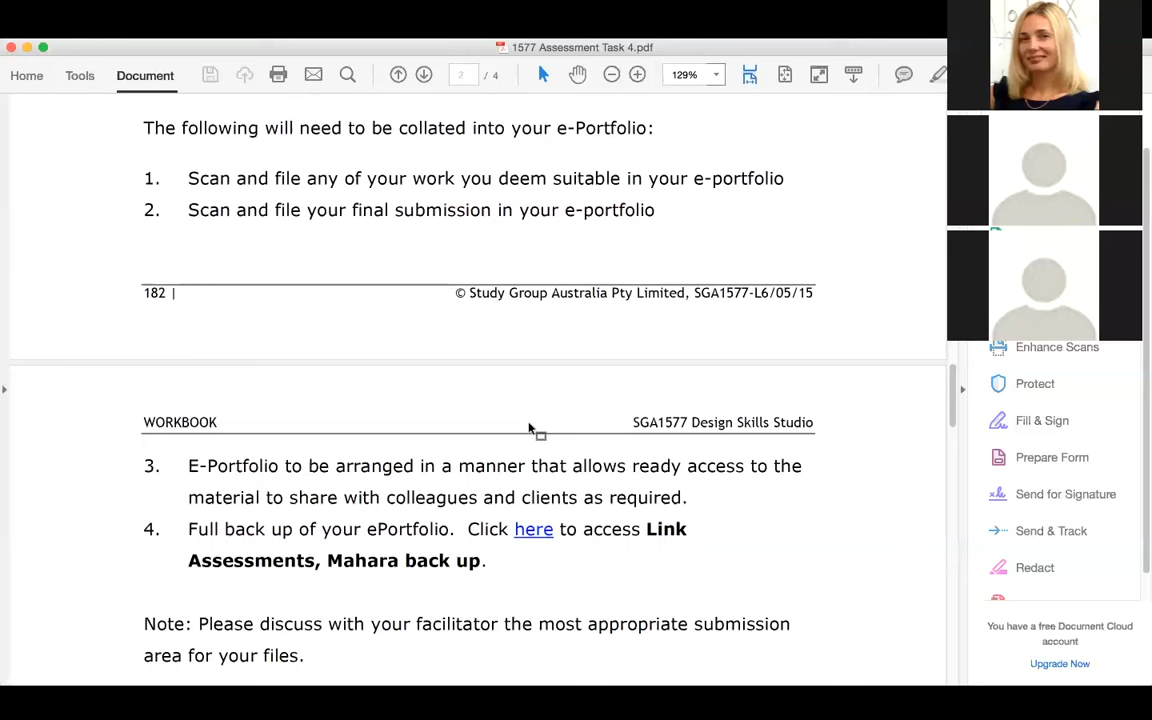 1577 Assessment Task 4.pdf
Home Tools Document 2 / 4 129%
The following will need to be collated into your e-Portfolio:
1. Scan and file any of your work you deem suitable in your e-portfolio
2. Scan and file your final submission in your e-portfolio
182 | © Study Group Australia Pty Limited, SGA1577-L6/05/15
WORKBOOK SGA1577 Design Skills Studio
3. E-Portfolio to be arranged in a manner that allows ready access to the
material to share with colleagues and clients as required.
4. Full back up of your ePortfolio. Click here to access Link
Assessments, Mahara back up.
Note: Please discuss with your facilitator the most appropriate submission
area for your files.
Enhance Scans
Protect
Fill & Sign
Prepare Form
Send for Signature
Send & Track
Redact
You have a free Document Cloud
account
Upgrade Now